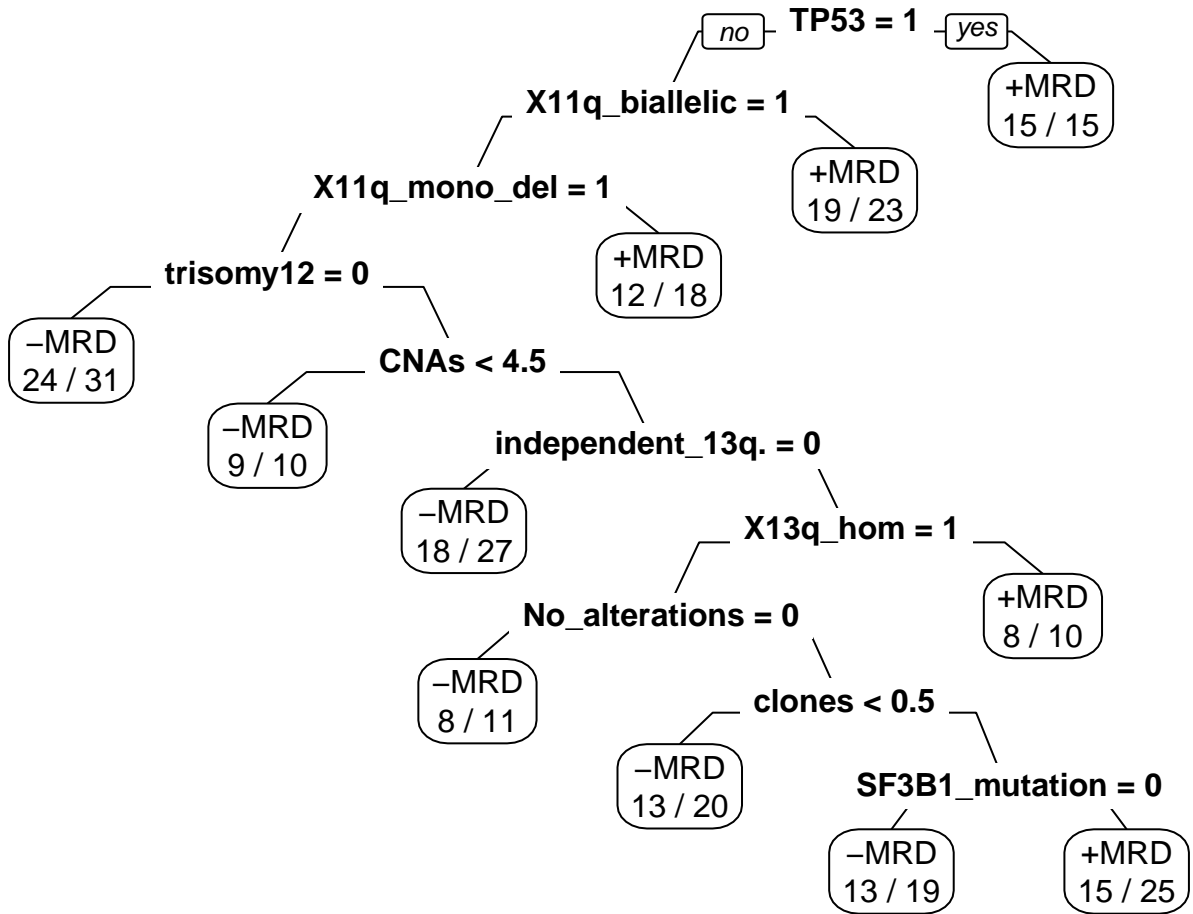 TP53 = 1
no
yes
+MRD
15 / 15
X11q_biallelic = 1
+MRD
19 / 23
X11q_mono_del = 1
+MRD
12 / 18
trisomy12 = 0
−MRD
24 / 31
CNAs < 4.5
−MRD
9 / 10
independent_13q. = 0
−MRD
18 / 27
X13q_hom = 1
+MRD
8 / 10
No_alterations = 0
−MRD
8 / 11
clones < 0.5
−MRD
13 / 20
SF3B1_mutation = 0
−MRD
13 / 19
+MRD
15 / 25